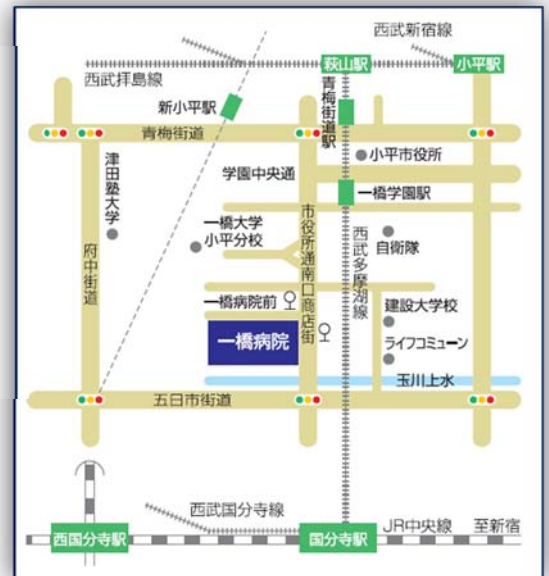 西武新宿線
萩山駅
小平駅
西武拝島線
新小平駅
青梅街道駅
青梅街道
津田塾大学
小平市役所
学園中央通
一橋学園駅
一橋大学
小平分校
市役所通南口商店街
西武多摩湖線
自衛隊
府中街道
一橋病院前
建設大学校
一橋病院
ライフコミューン
玉川上水
五日市街道
西武国分寺線
西国分寺駅
国分寺駅
JR中央線
至新宿